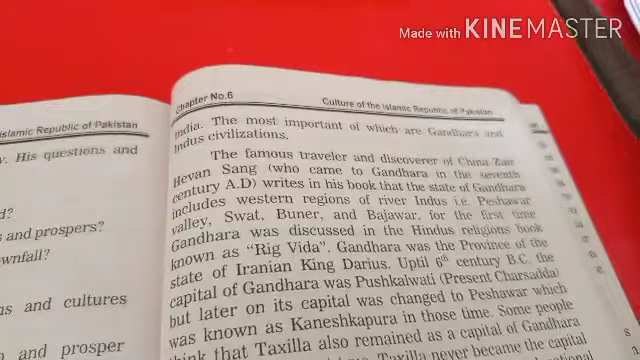 Made with KINEMASTER
Islamic Republic of Pakistan
. His questions and
d?
s and prospers?
ownfall?
ns and cultures
and prosper
Chapter No.6
Culture of the Islamic Republic of Pakistan
India. The most important of which are Gandhara and
Indus civilizations.
The famous traveler and discoverer of China Zaur
Hevan Sang (who came to Gandhara in the seventh
century A.D) writes in his book that the state of Gandhara
includes western regions of river Indus i.e. Peshawar
valley, Swat, Buner, and Bajawar. for the first time
Gandhara was discussed in the Hindus religions book
known as "Rig Vida". Gandhara was the Province of the
state of Iranian King Darius. Uptil 6th century B.C. the
capital of Gandhara was Pushkalwati (Present Charsadda)
but later on its capital was changed to Peshawar which
was known as Kaneshkapura in those time. Some people
think that Taxilla also remained as a capital of Gandhara
Taxilla never became the capital